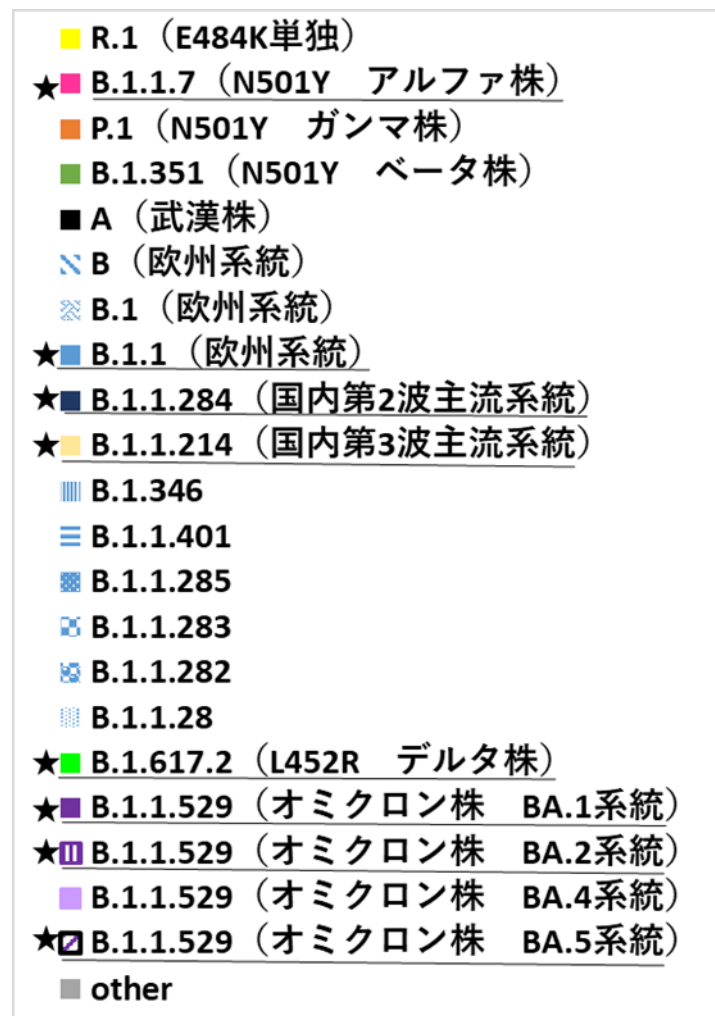 R.1（E484K単独）
★B.1.1.7（N501Y　アルファ株）
P.1（N501Y　ガンマ株）
B.1.351（N501Y　ベータ株）
A（武漢株）
B（欧州系統）
B.1（欧州系統）
★B.1.1（欧州系統）
★B.1.1.284（国内第2波主流系統）
★B.1.1.214（国内第3波主流系統）
B.1.346
B.1.1.401
B.1.1.285
B.1.1.283
B.1.1.282
B.1.1.28
★B.1.617.2（L452R　デルタ株）
★B.1.1.529（オミクロン株　BA.1系統）
★B.1.1.529（オミクロン株　BA.2系統）
B.1.1.529（オミクロン株　BA.4系統）
★B.1.1.529（オミクロン株　BA.5系統）
other